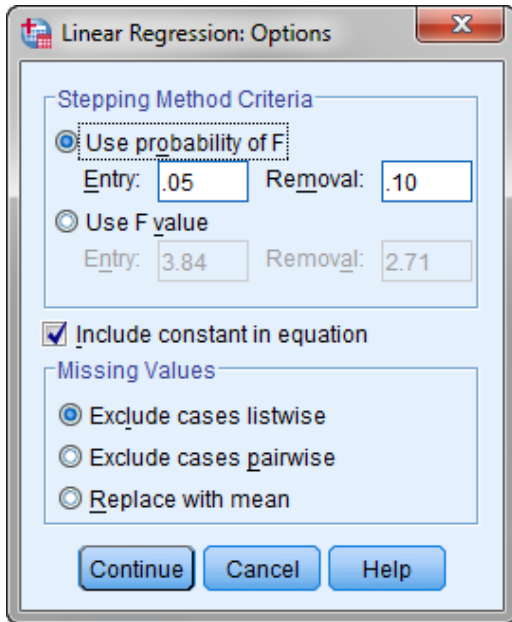 Linear Regression: Options
Stepping Method Criteria
Use probability of F
Entry: .05 Removal: .10
Use F value
Entry: 3.84 Removal: 2.71
Include constant in equation
Missing Values
Exclude cases listwise
Exclude cases pairwise
Replace with mean
Continue Cancel Help